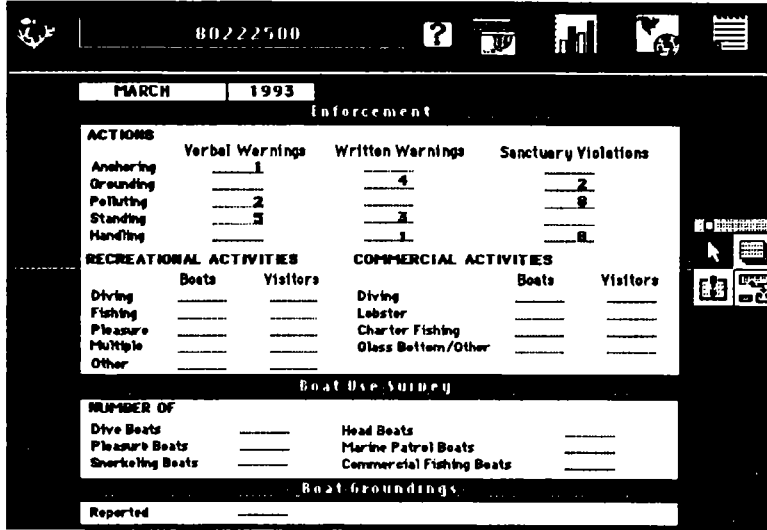 80222500 ?
MARCH 1993
Enforcement
ACTIONS
Verbal Warnings Written Warnings Sanctuary Violations
Anchoring 1
Grounding 4 2
Polluting 2 8
Standing 5 3
Handling 1 8
RECREATIONAL ACTIVITIES COMMERCIAL ACTIVITIES
Boats Visitors Boats Visitors
Diving Diving
Fishing Lobster
Pleasure Charter Fishing
Multiple Glass Bottom/Other
Other
Boat Use Survey
NUMBER OF
Dive Boats Head Boats
Pleasure Boats Marine Patrol Boats
Snorkeling Boats Commercial Fishing Boats
Boat Groundings
Reported